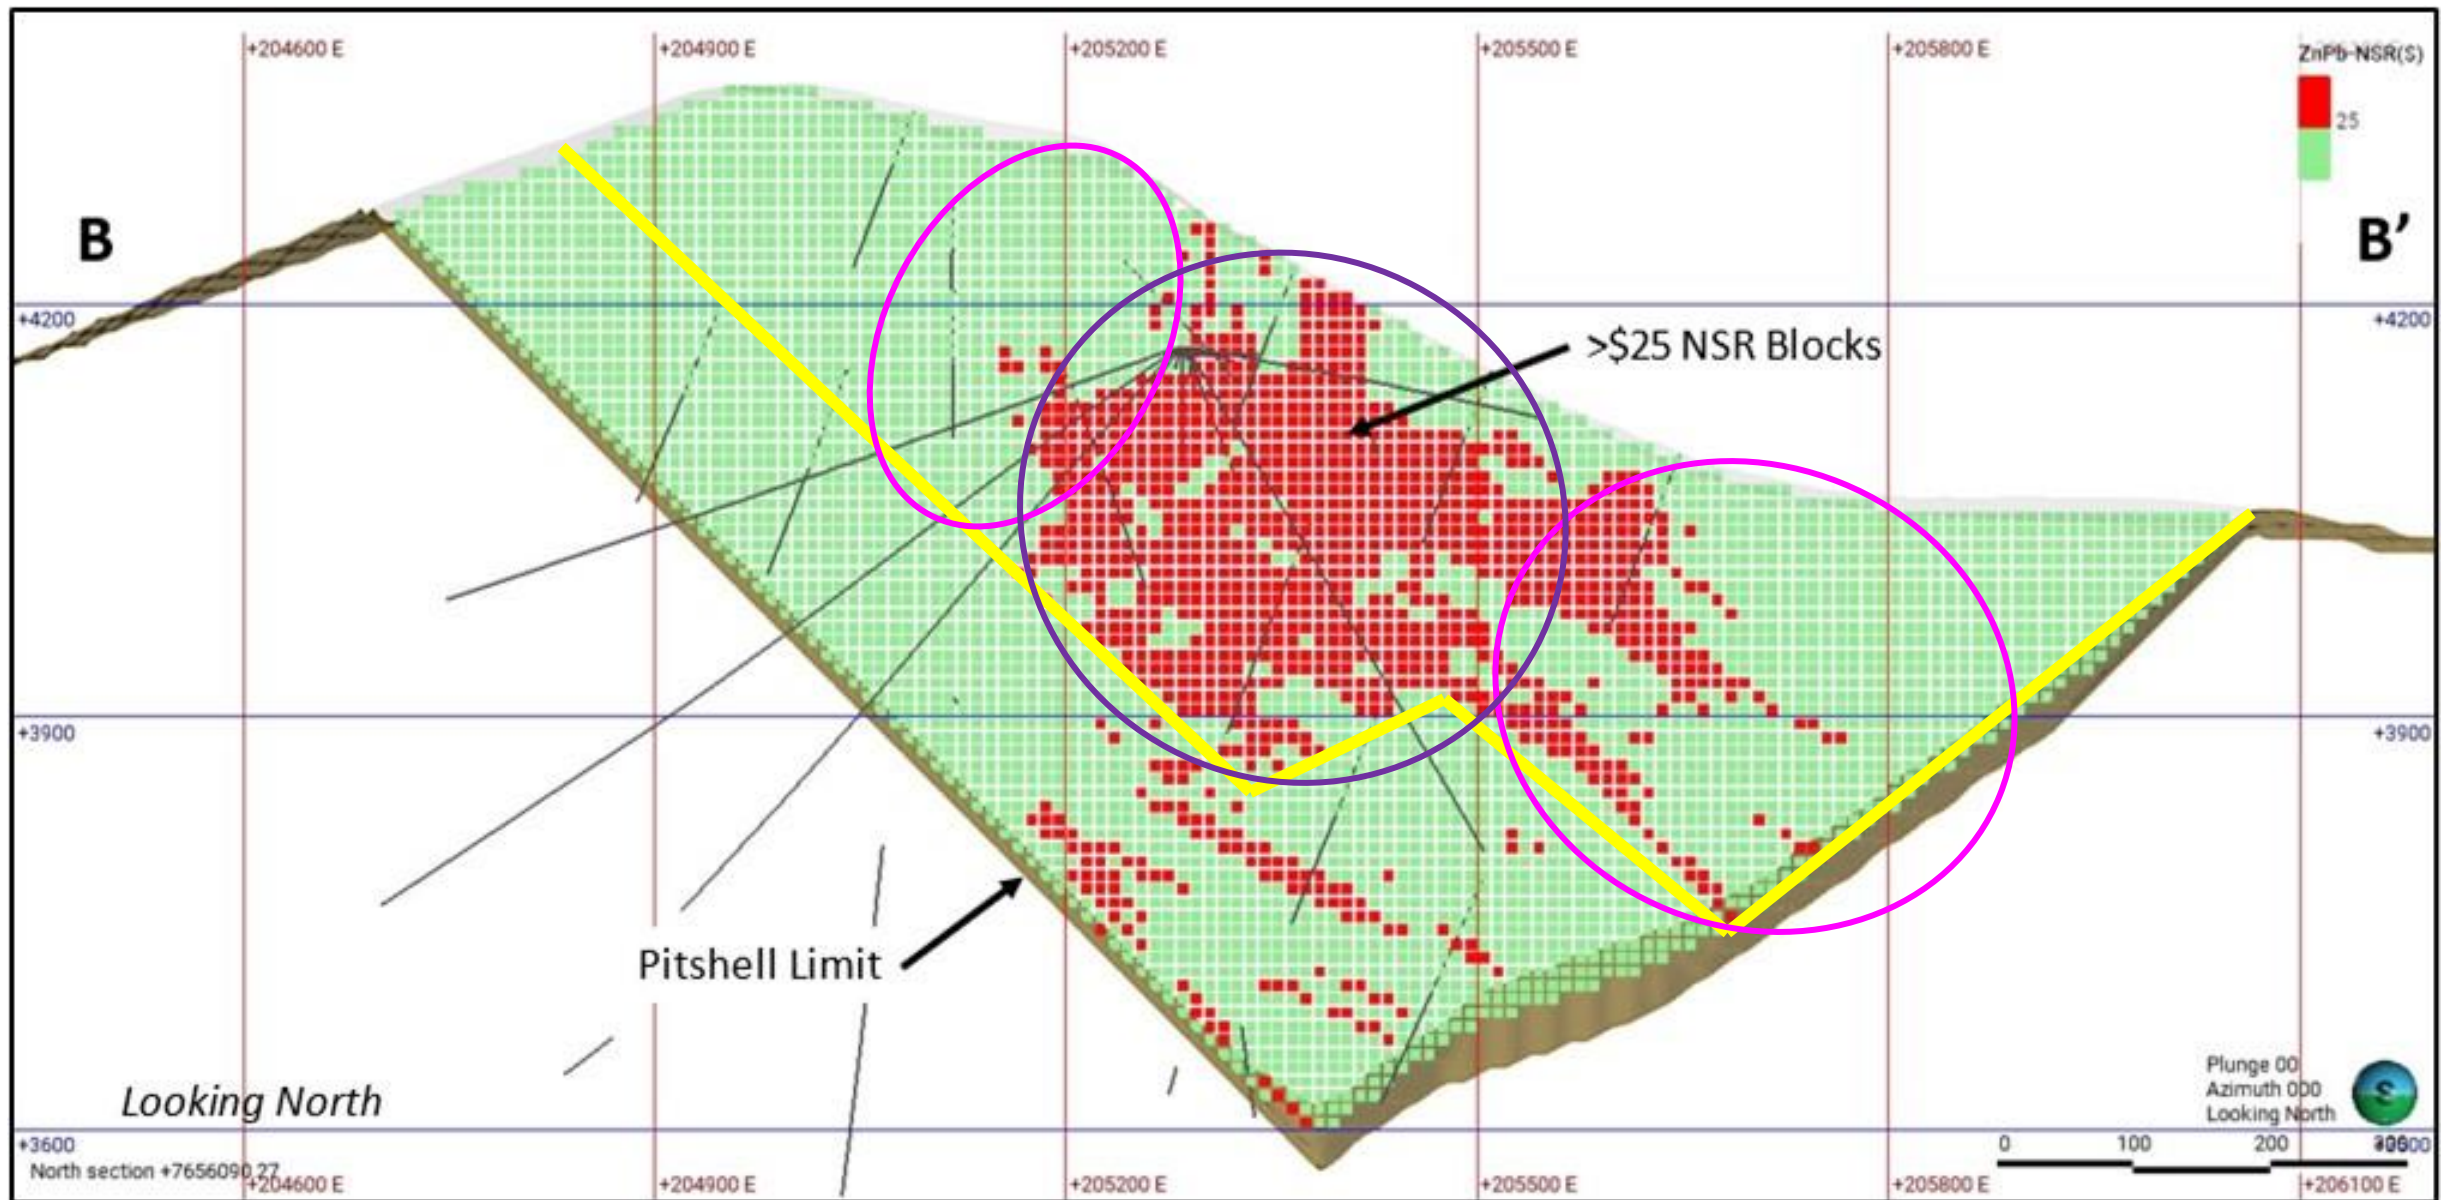 +204600 E
+204900 E
+205200 E
+205500 E
+205800 E
ZnPb-NSR($)
25
B
B’
+4200
+4200
>$25 NSR Blocks
+3900
+3900
Pitshell Limit
Looking North
Plunge 00
Azimuth 000
Looking North
S
+3600
0
100
200
North section +7656090.27
+204600 E
+204900 E
+205200 E
+205500 E
+205800 E
+206100 E